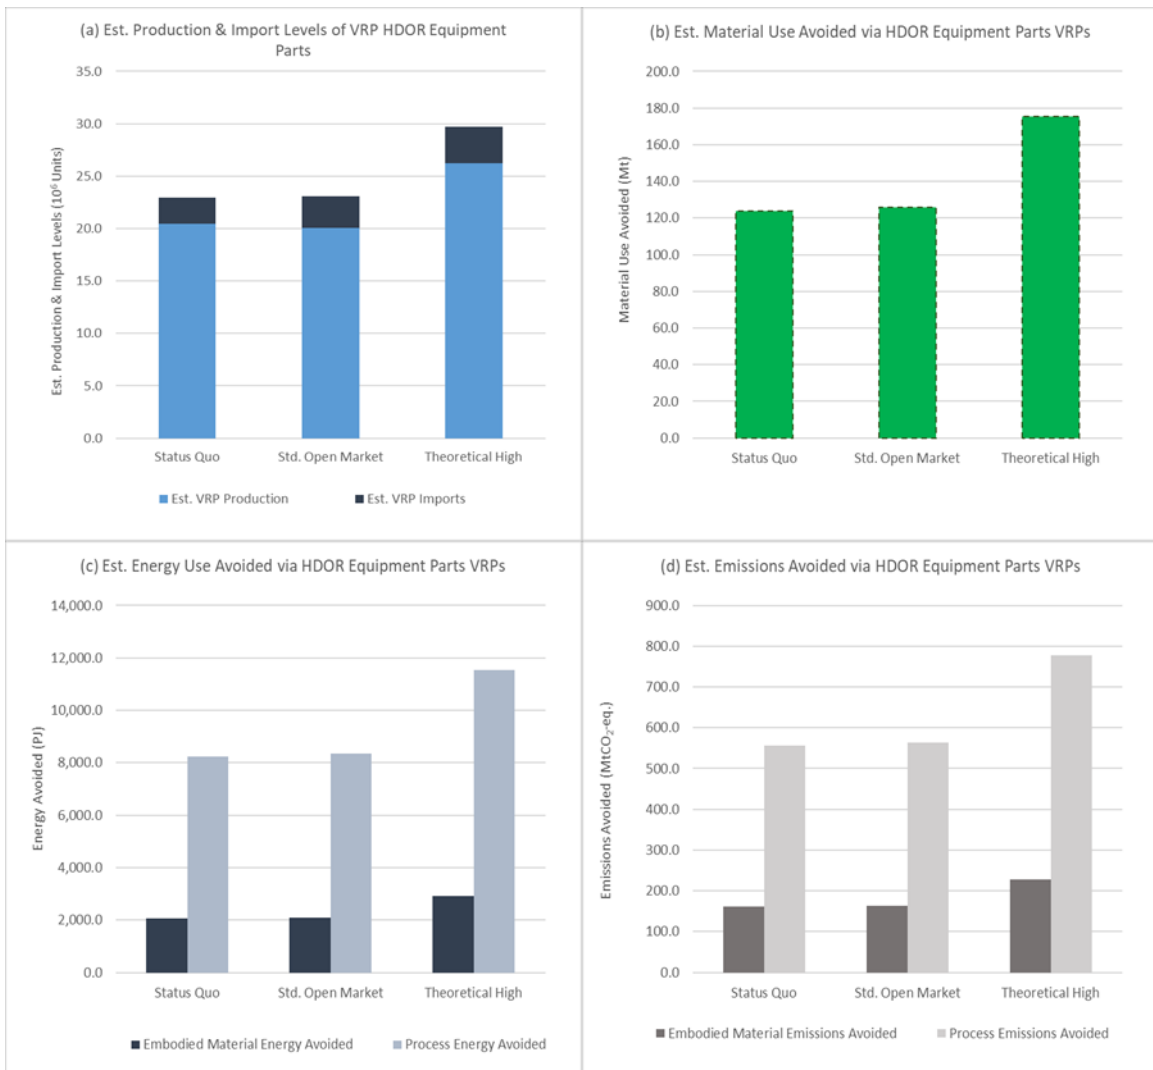 (a) Est. Production & Import Levels of VRP HDOR Equipment
Parts
Est. Production & Import Levels (10⁶ Units)
35.0
30.0
25.0
20.0
15.0
10.0
5.0
0.0
Status Quo
Std. Open Market
Theoretical High
Est. VRP Production
Est. VRP Imports
(b) Est. Material Use Avoided via HDOR Equipment Parts VRPs
Material Use Avoided (Mt)
200.0
180.0
160.0
140.0
120.0
100.0
80.0
60.0
40.0
20.0
0.0
Status Quo
Std. Open Market
Theoretical High
(c) Est. Energy Use Avoided via HDOR Equipment Parts VRPs
Energy Avoided (PJ)
14,000.0
12,000.0
10,000.0
8,000.0
6,000.0
4,000.0
2,000.0
0.0
Status Quo
Std. Open Market
Theoretical High
Embodied Material Energy Avoided
Process Energy Avoided
(d) Est. Emissions Avoided via HDOR Equipment Parts VRPs
Emissions Avoided (MtCO₂-eq.)
900.0
800.0
700.0
600.0
500.0
400.0
300.0
200.0
100.0
0.0
Status Quo
Std. Open Market
Theoretical High
Embodied Material Emissions Avoided
Process Emissions Avoided